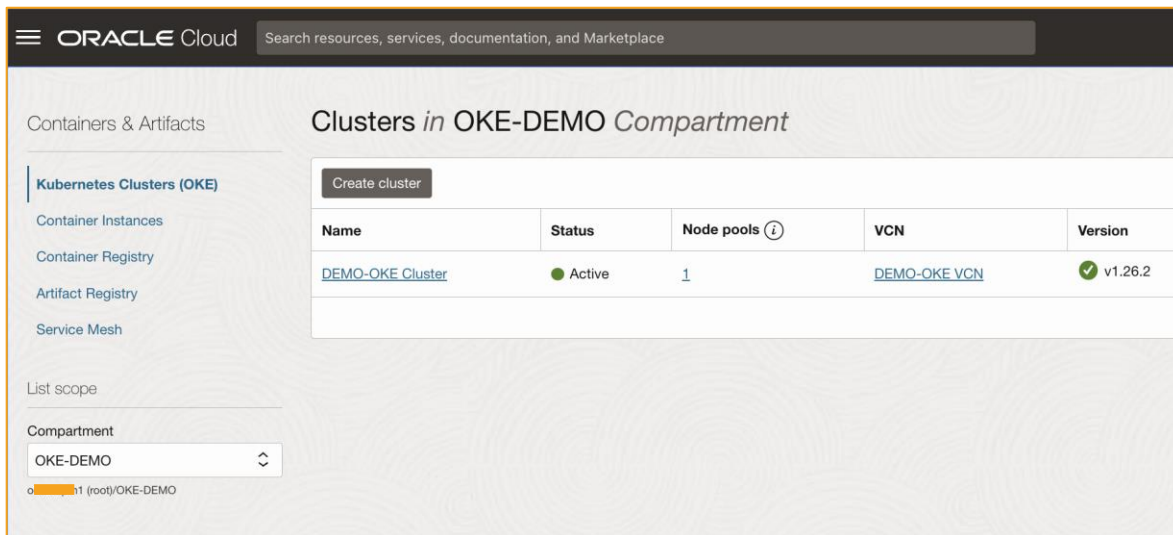 ORACLE Cloud
Search resources, services, documentation, and Marketplace
Containers & Artifacts
Kubernetes Clusters (OKE)
Container Instances
Container Registry
Artifact Registry
Service Mesh
List scope
Compartment
OKE-DEMO
(root)/OKE-DEMO
Clusters in OKE-DEMO Compartment
Create cluster
Name Status Node pools i VCN Version
DEMO-OKE Cluster Active 1 DEMO-OKE VCN v1.26.2